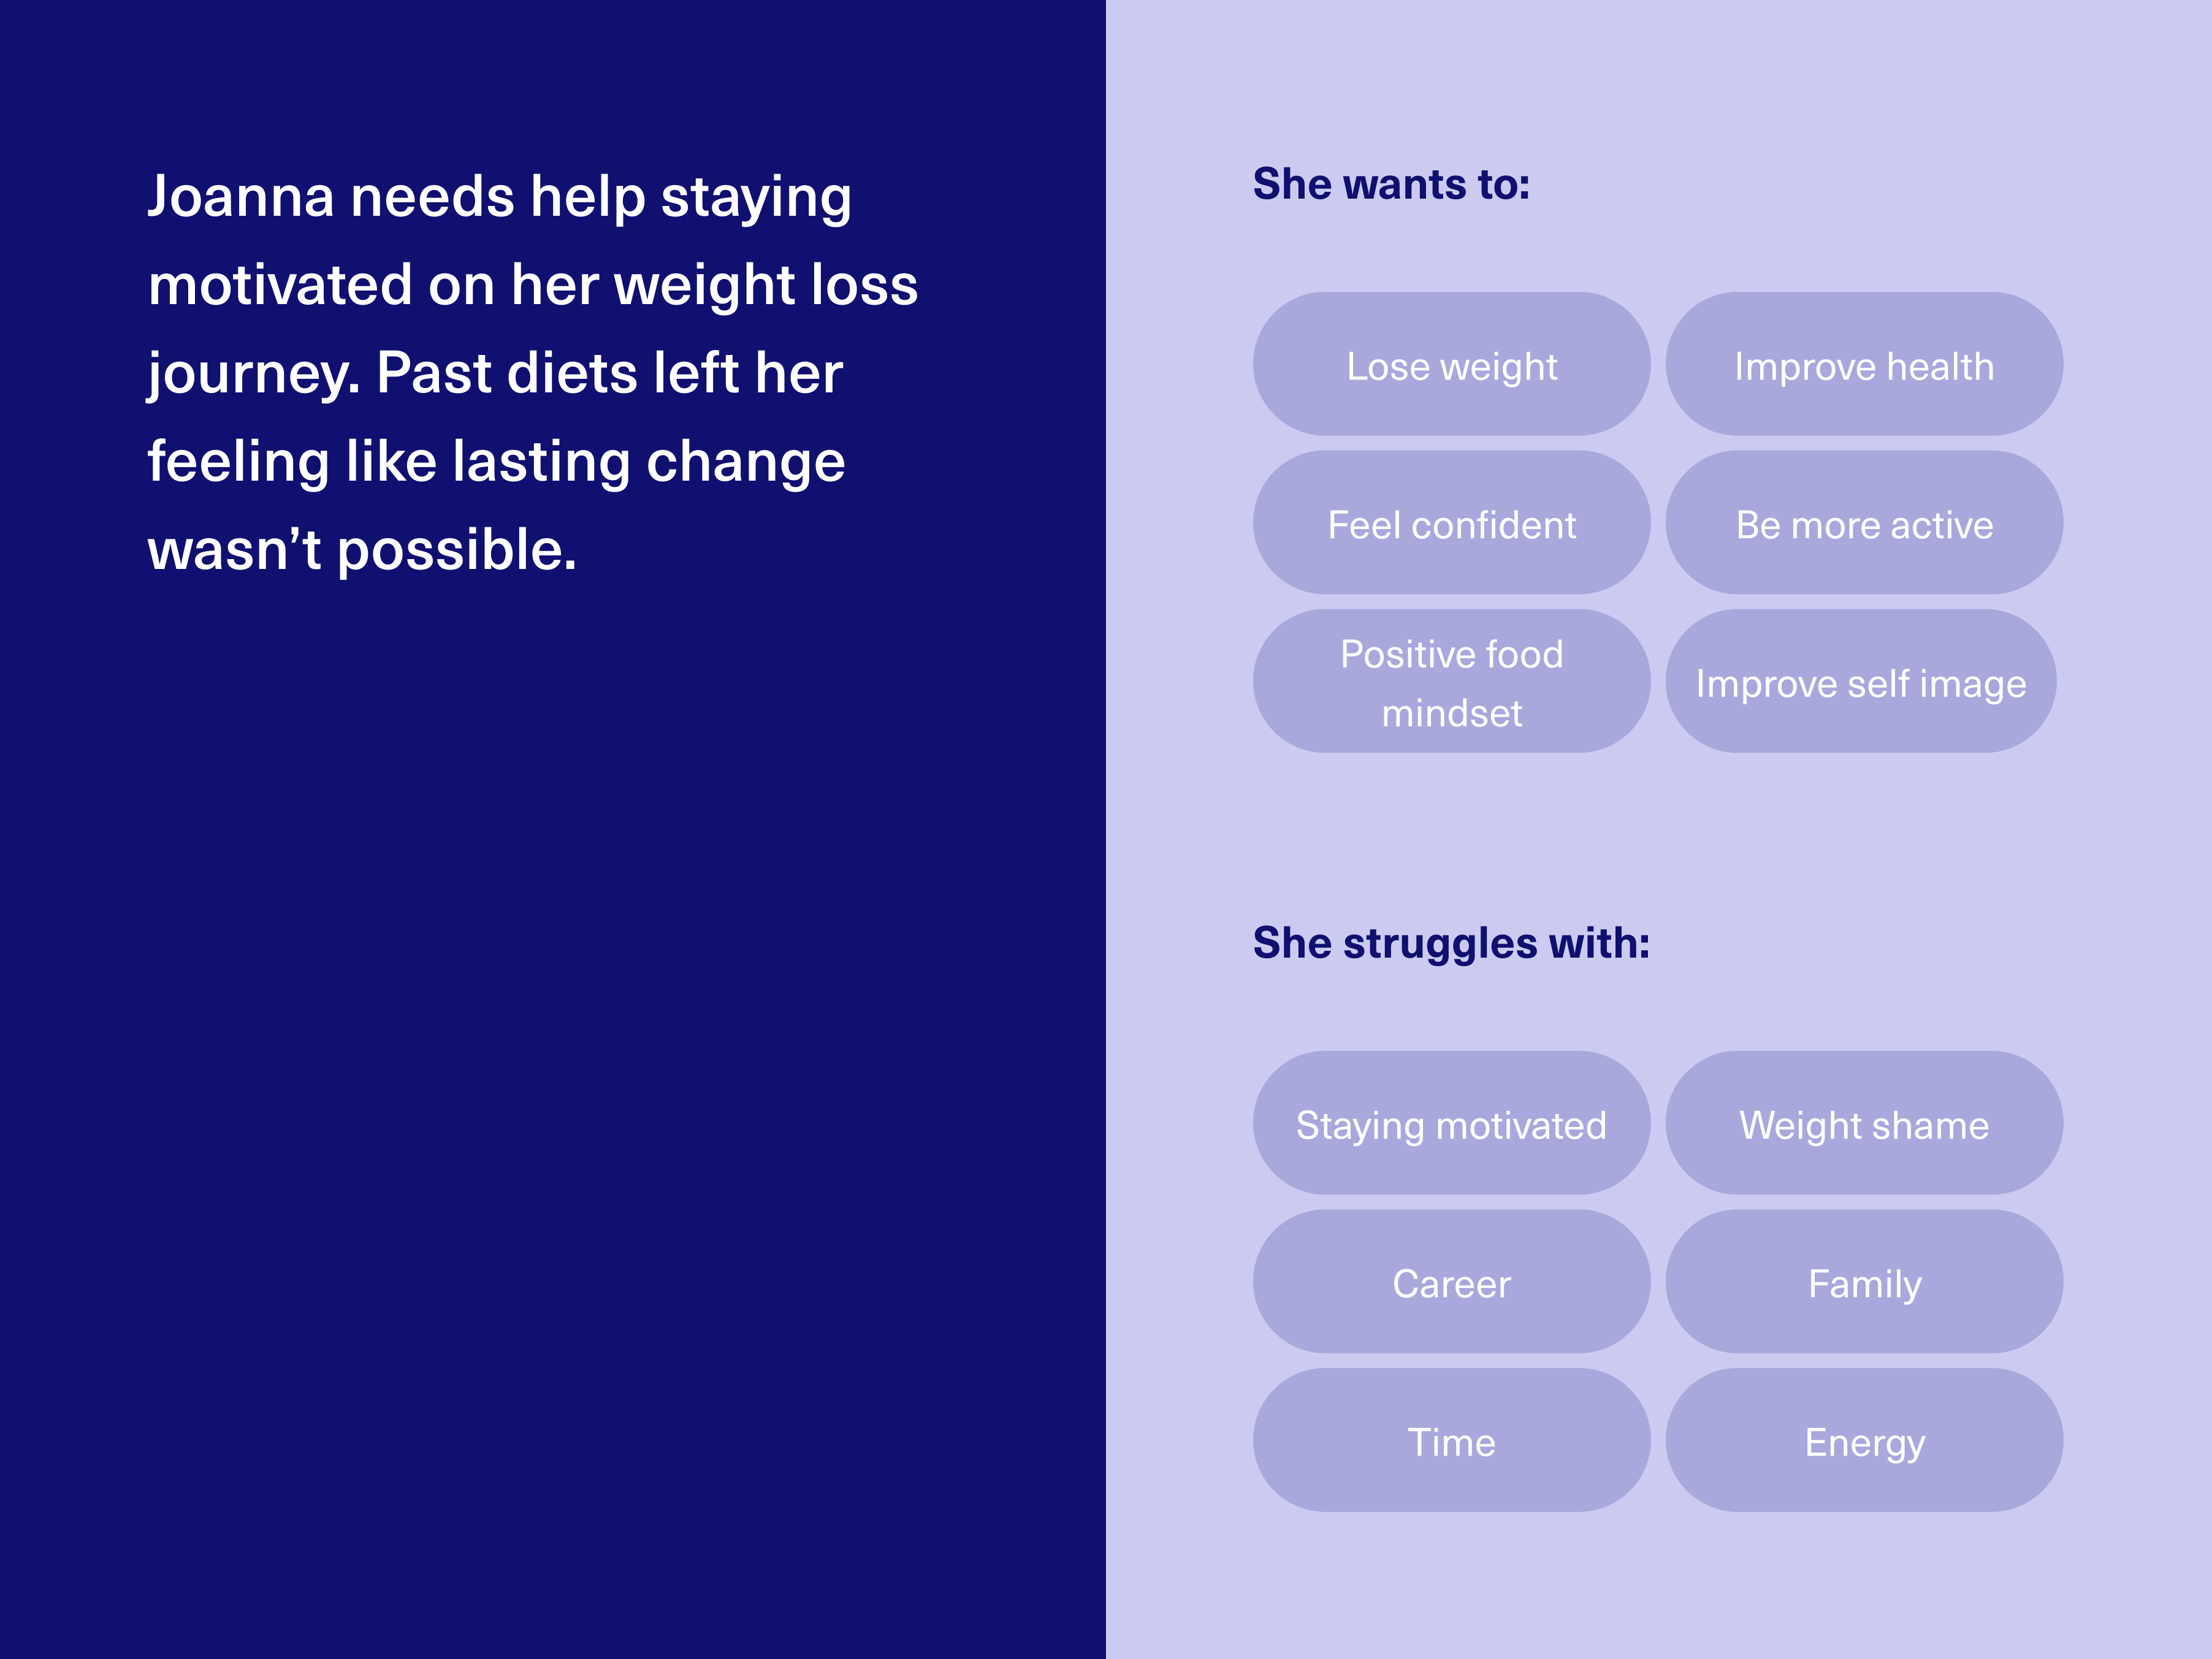 Joanna needs help staying
motivated on her weight loss
journey. Past diets left her
feeling like lasting change
wasn’t possible.
She wants to:
Lose weight
Improve health
Feel confident
Be more active
Positive food
mindset
Improve self image
She struggles with:
Staying motivated
Weight shame
Career
Family
Time
Energy